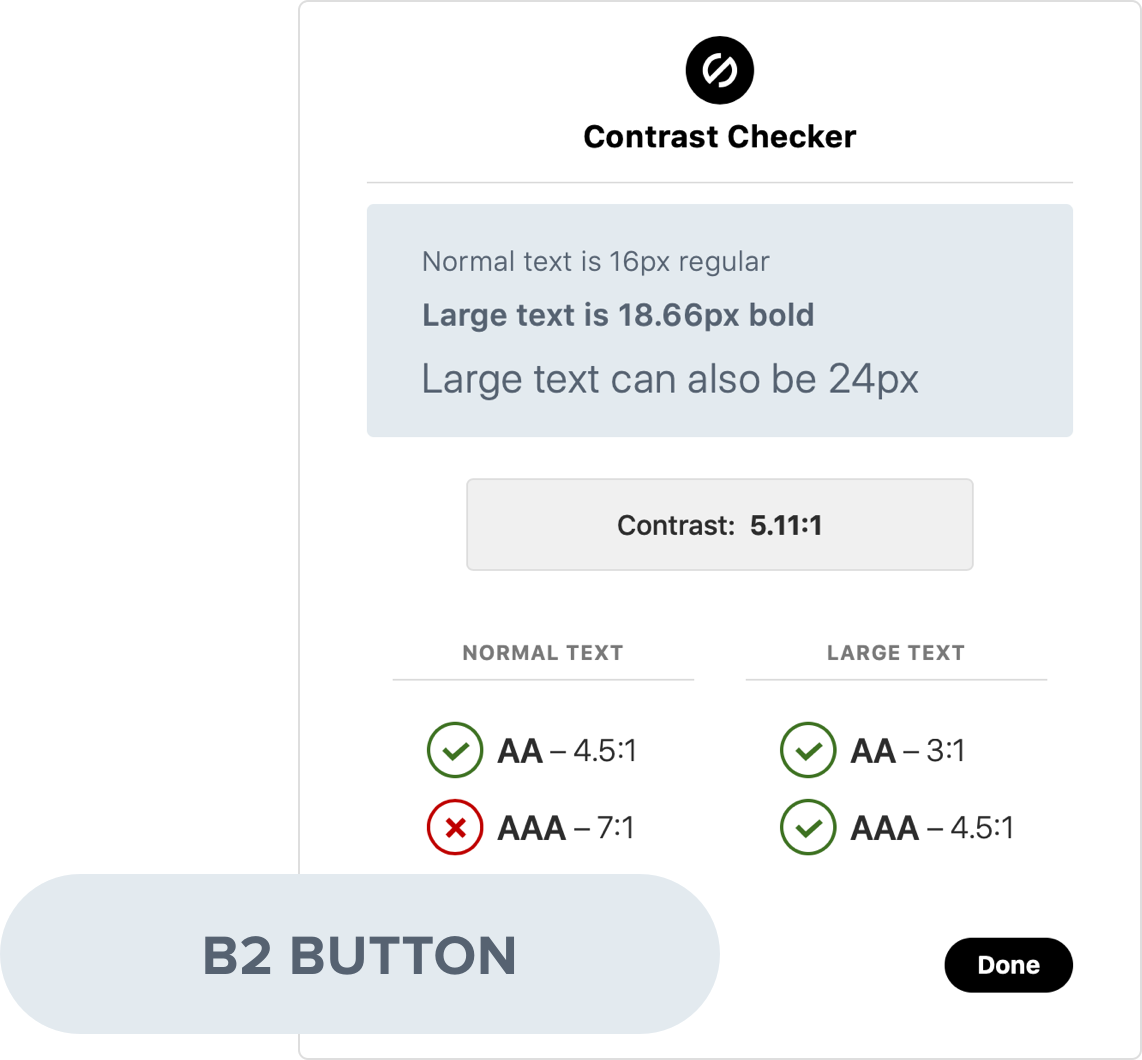 Contrast Checker
Normal text is 16px regular
Large text is 18.66px bold
Large text can also be 24px
Contrast: 5.11:1
NORMAL TEXT
AA – 4.5:1
AAA – 7:1
LARGE TEXT
AA – 3:1
AAA – 4.5:1
B2 BUTTON
Done